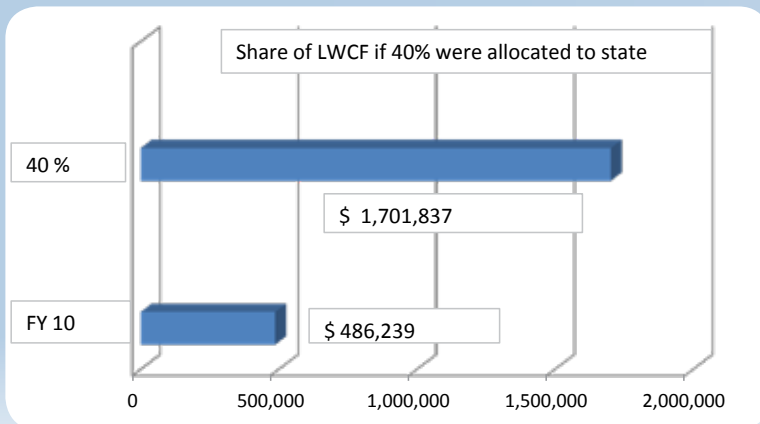 Share of LWCF if 40% were allocated to state
40 %
$ 1,701,837
FY 10
$ 486,239
0 500,000 1,000,000 1,500,000 2,000,000